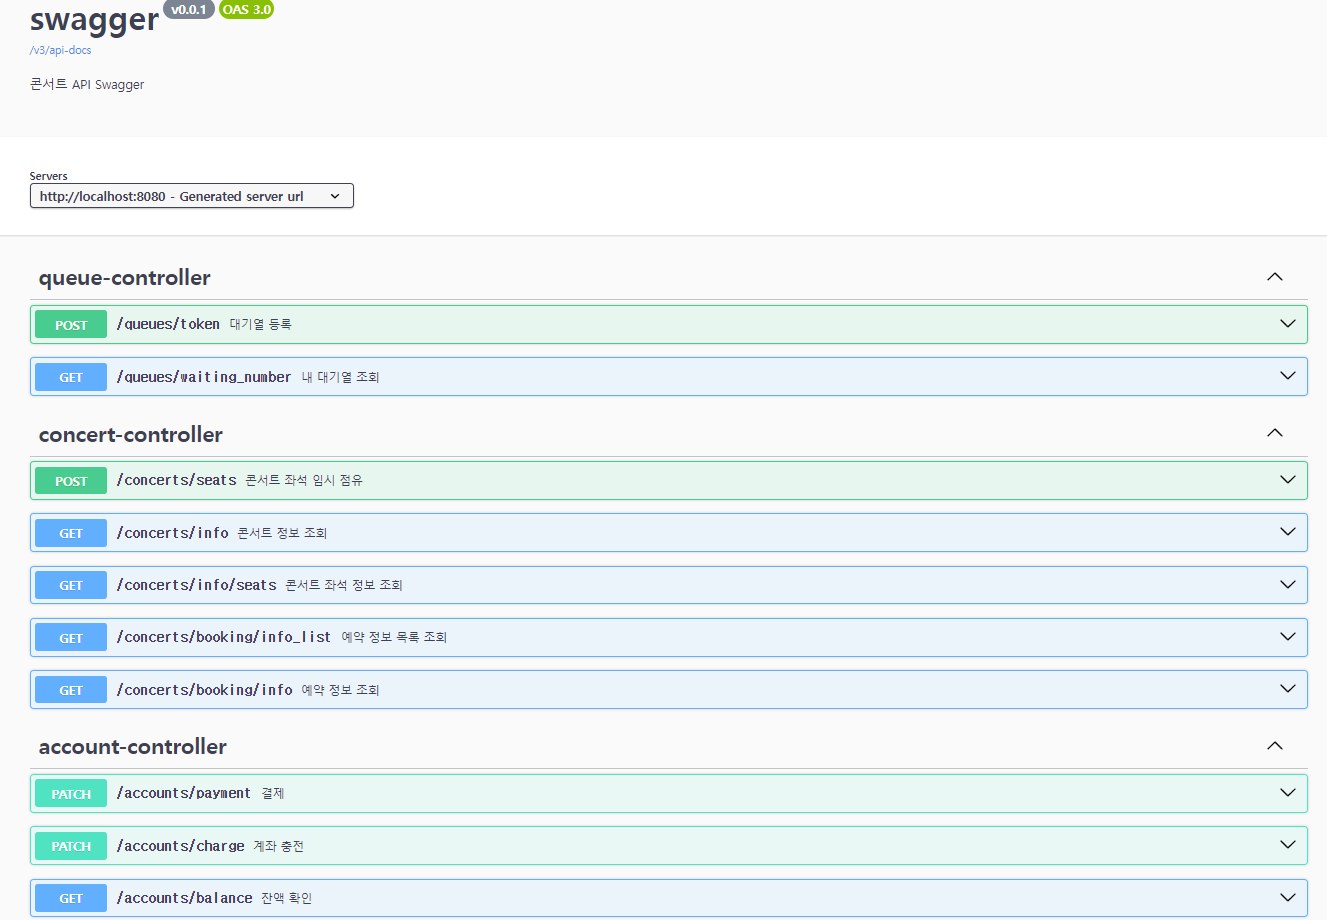 swagger v0.0.1 OAS 3.0
/v3/api-docs
콘서트 API Swagger
Servers
http://localhost:8080 - Generated server url
queue-controller
POST /queues/token 대기열 등록
GET /queues/waiting_number 내 대기열 조회
concert-controller
POST /concerts/seats 콘서트 좌석 임시 점유
GET /concerts/info 콘서트 정보 조회
GET /concerts/info/seats 콘서트 좌석 정보 조회
GET /concerts/booking/info_list 예약 정보 목록 조회
GET /concerts/booking/info 예약 정보 조회
account-controller
PATCH /accounts/payment 결제
PATCH /accounts/charge 계좌 충전
GET /accounts/balance 잔액 확인